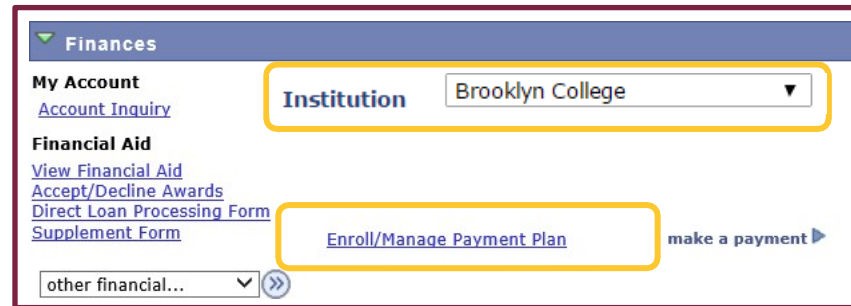 Finances
My Account
Account Inquiry
Institution
Brooklyn College
Financial Aid
View Financial Aid
Accept/Decline Awards
Direct Loan Processing Form
Supplement Form
Enroll/Manage Payment Plan
make a payment
other financial...